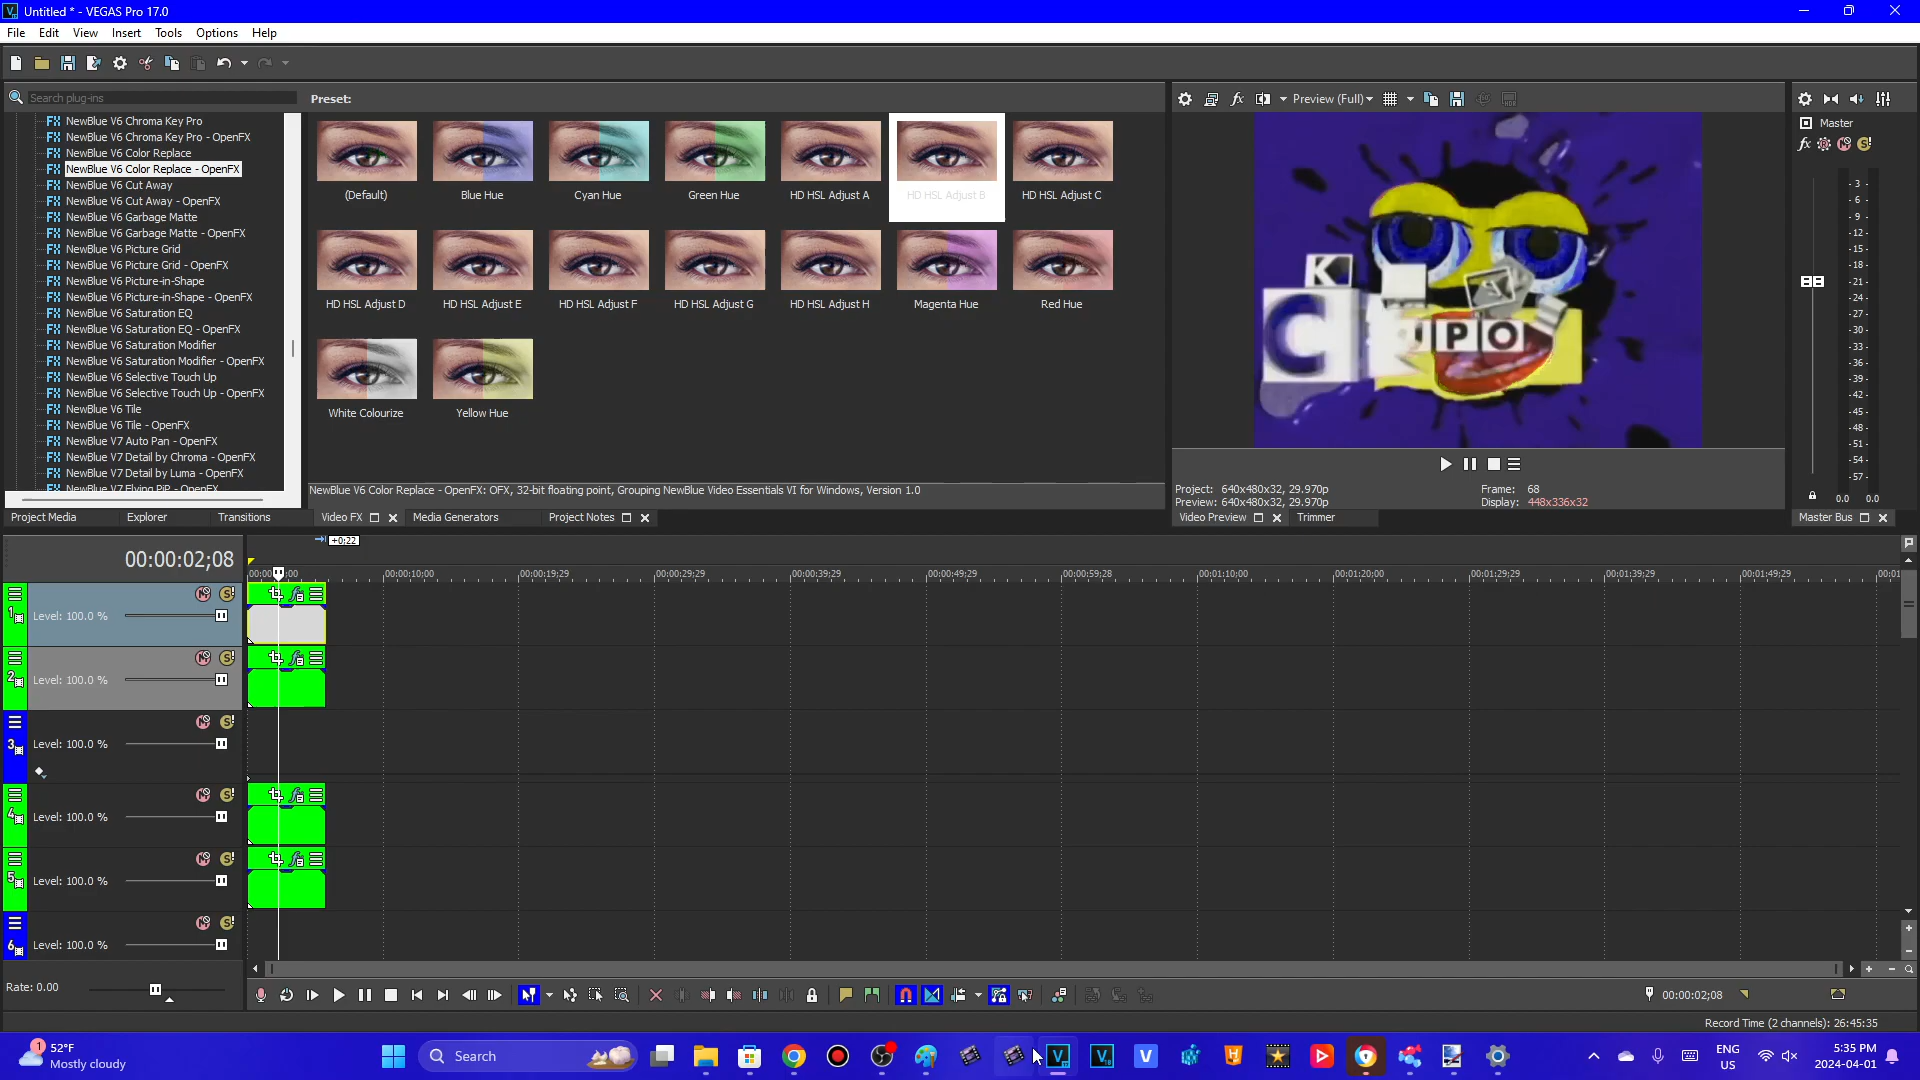 Untitled * - VEGAS Pro 17.0
File Edit View Insert Tools Options Help
Search plug-ins
NewBlue V6 Chroma Key Pro
NewBlue V6 Chroma Key Pro - OpenFX
NewBlue V6 Color Replace
NewBlue V6 Color Replace - OpenFX
NewBlue V6 Cut Away
NewBlue V6 Cut Away - OpenFX
NewBlue V6 Garbage Matte
NewBlue V6 Garbage Matte - OpenFX
NewBlue V6 Picture Grid
NewBlue V6 Picture Grid - OpenFX
NewBlue V6 Picture-in-Shape
NewBlue V6 Picture-in-Shape - OpenFX
NewBlue V6 Saturation EQ
NewBlue V6 Saturation EQ - OpenFX
NewBlue V6 Saturation Modifier
NewBlue V6 Saturation Modifier - OpenFX
NewBlue V6 Selective Touch Up
NewBlue V6 Selective Touch Up - OpenFX
NewBlue V6 Tile
NewBlue V6 Tile - OpenFX
NewBlue V7 Auto Pan - OpenFX
NewBlue V7 Detail by Chroma - OpenFX
NewBlue V7 Detail by Luma - OpenFX
NewBlue V7 Flying PiP - OpenFX
Project Media Explorer Transitions
Preset:
(Default) Blue Hue Cyan Hue Green Hue HD HSL Adjust A HD HSL Adjust B HD HSL Adjust C
HD HSL Adjust D HD HSL Adjust E HD HSL Adjust F HD HSL Adjust G HD HSL Adjust H Magenta Hue Red Hue
White Colourize Yellow Hue
NewBlue V6 Color Replace - OpenFX: OFX, 32-bit floating point, Grouping NewBlue Video Essentials VI for Windows, Version 1.0
Video FX Media Generators Project Notes
Preview (Full)
K
C
U P O
Project: 640x480x32, 29.970p Frame: 68
Preview: 640x480x32, 29.970p Display: 448x336x32
Video Preview Trimmer
Master
- 3 -
- 6 -
- 9 -
- 12 -
- 15 -
- 18 -
- 21 -
- 24 -
- 27 -
- 30 -
- 33 -
- 36 -
- 39 -
- 42 -
- 45 -
- 48 -
- 51 -
- 54 -
- 57 -
0.0 0.0
Master Bus
00:00:02;08
+0;22
00:00:10;00 00:00:19;29 00:00:29;29 00:00:39;29 00:00:49;29 00:00:59;28 00:01:10;00 00:01:20;00 00:01:29;29 00:01:39;29 00:01:49;29
1 Level: 100.0 %
2 Level: 100.0 %
3 Level: 100.0 %
4 Level: 100.0 %
5 Level: 100.0 %
6 Level: 100.0 %
Rate: 0.00
00:00:02;08
Record Time (2 channels): 26:45:35
1
52°F
Mostly cloudy
Search
ENG
US
5:35 PM
2024-04-01